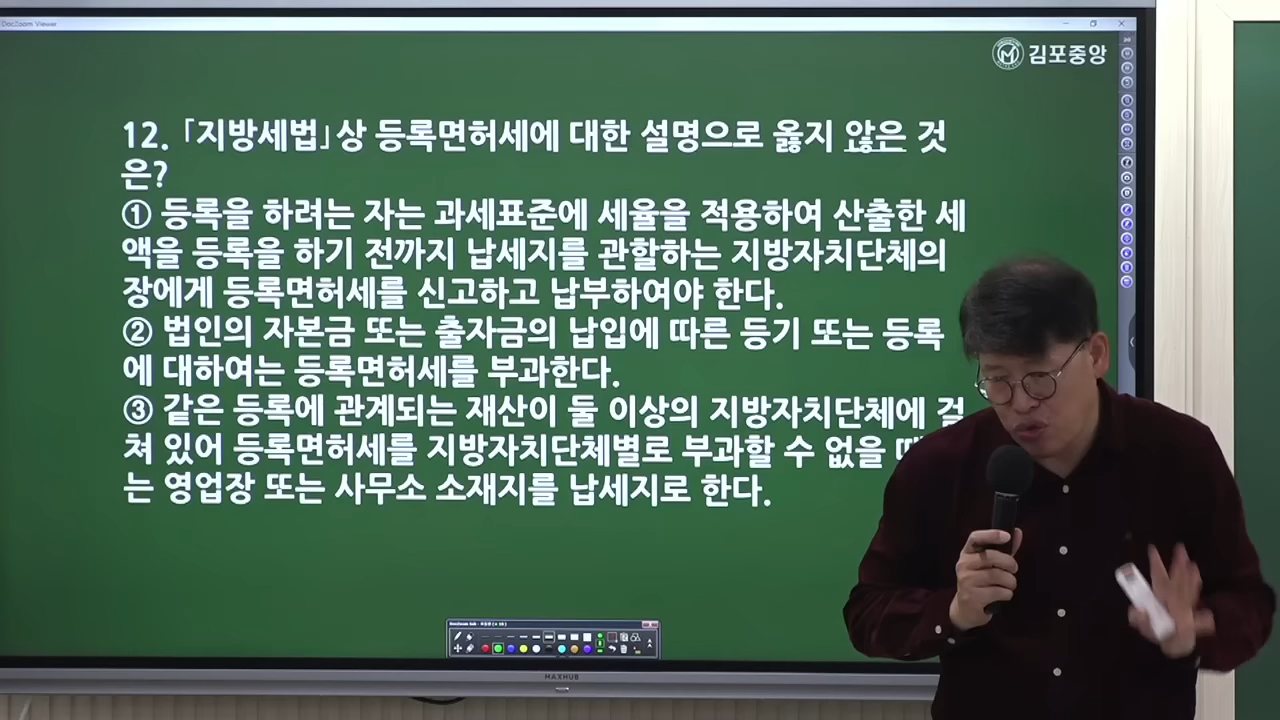 DocZoom Viewer
김포중앙
12. 「지방세법」상 등록면허세에 대한 설명으로 옳지 않은 것
은?
① 등록을 하려는 자는 과세표준에 세율을 적용하여 산출한 세
액을 등록을 하기 전까지 납세지를 관할하는 지방자치단체의
장에게 등록면허세를 신고하고 납부하여야 한다.
② 법인의 자본금 또는 출자금의 납입에 따른 등기 또는 등록
에 대하여는 등록면허세를 부과한다.
③ 같은 등록에 관계되는 재산이 둘 이상의 지방자치단체에 걸
쳐 있어 등록면허세를 지방자치단체별로 부과할 수 없을
는 영업장 또는 사무소 소재지를 납세지로 한다.
MAXHUB